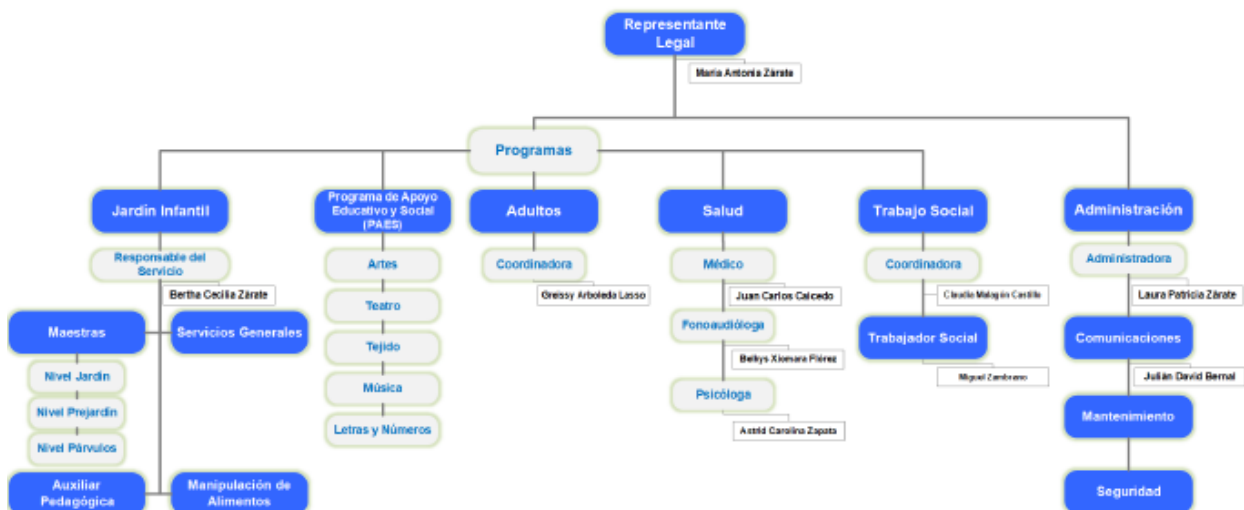 Representante
Legal
María Antonia Zárate
Programas
Jardín Infantil
Programa de Apoyo
Educativo y Social
(PAES)
Adultos
Salud
Trabajo Social
Administración
Responsable del
Servicio
Bertha Cecilia Zárate
Artes
Coordinadora
Greissy Arboleda Lasso
Médico
Juan Carlos Caicedo
Coordinadora
Claudia Malagón Castillo
Administradora
Laura Patricia Zárate
Maestras
Servicios Generales
Teatro
Fonoaudióloga
Belkys Xiomara Flórez
Trabajador Social
Miguel Zambrano
Comunicaciones
Julián David Bernal
Nivel Jardín
Nivel Prejardín
Nivel Párvulos
Tejido
Música
Letras y Números
Psicóloga
Astrid Carolina Zapata
Mantenimiento
Auxiliar
Pedagógica
Manipulación de
Alimentos
Seguridad